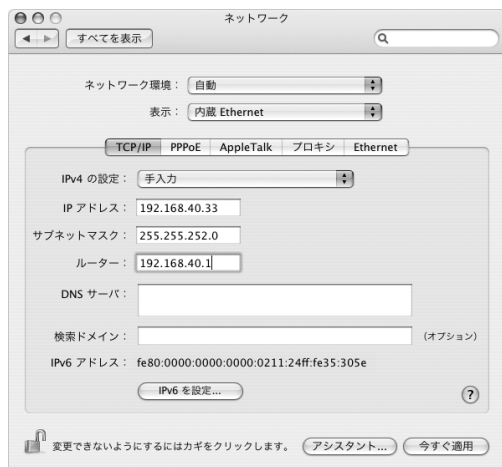 ネットワーク
すべてを表示
ネットワーク環境： 自動
表示： 内蔵 Ethernet
TCP/IP PPPoE AppleTalk プロキシ Ethernet
IPv4 の設定： 手入力
IP アドレス： 192.168.40.33
サブネットマスク： 255.255.252.0
ルーター： 192.168.40.1
DNS サーバ：
検索ドメイン： (オプション)
IPv6 アドレス： fe80:0000:0000:0000:0211:24ff:fe35:305e
IPv6 を設定...
?
変更できないようにするにはカギをクリックします。 アシスタント... 今すぐ適用